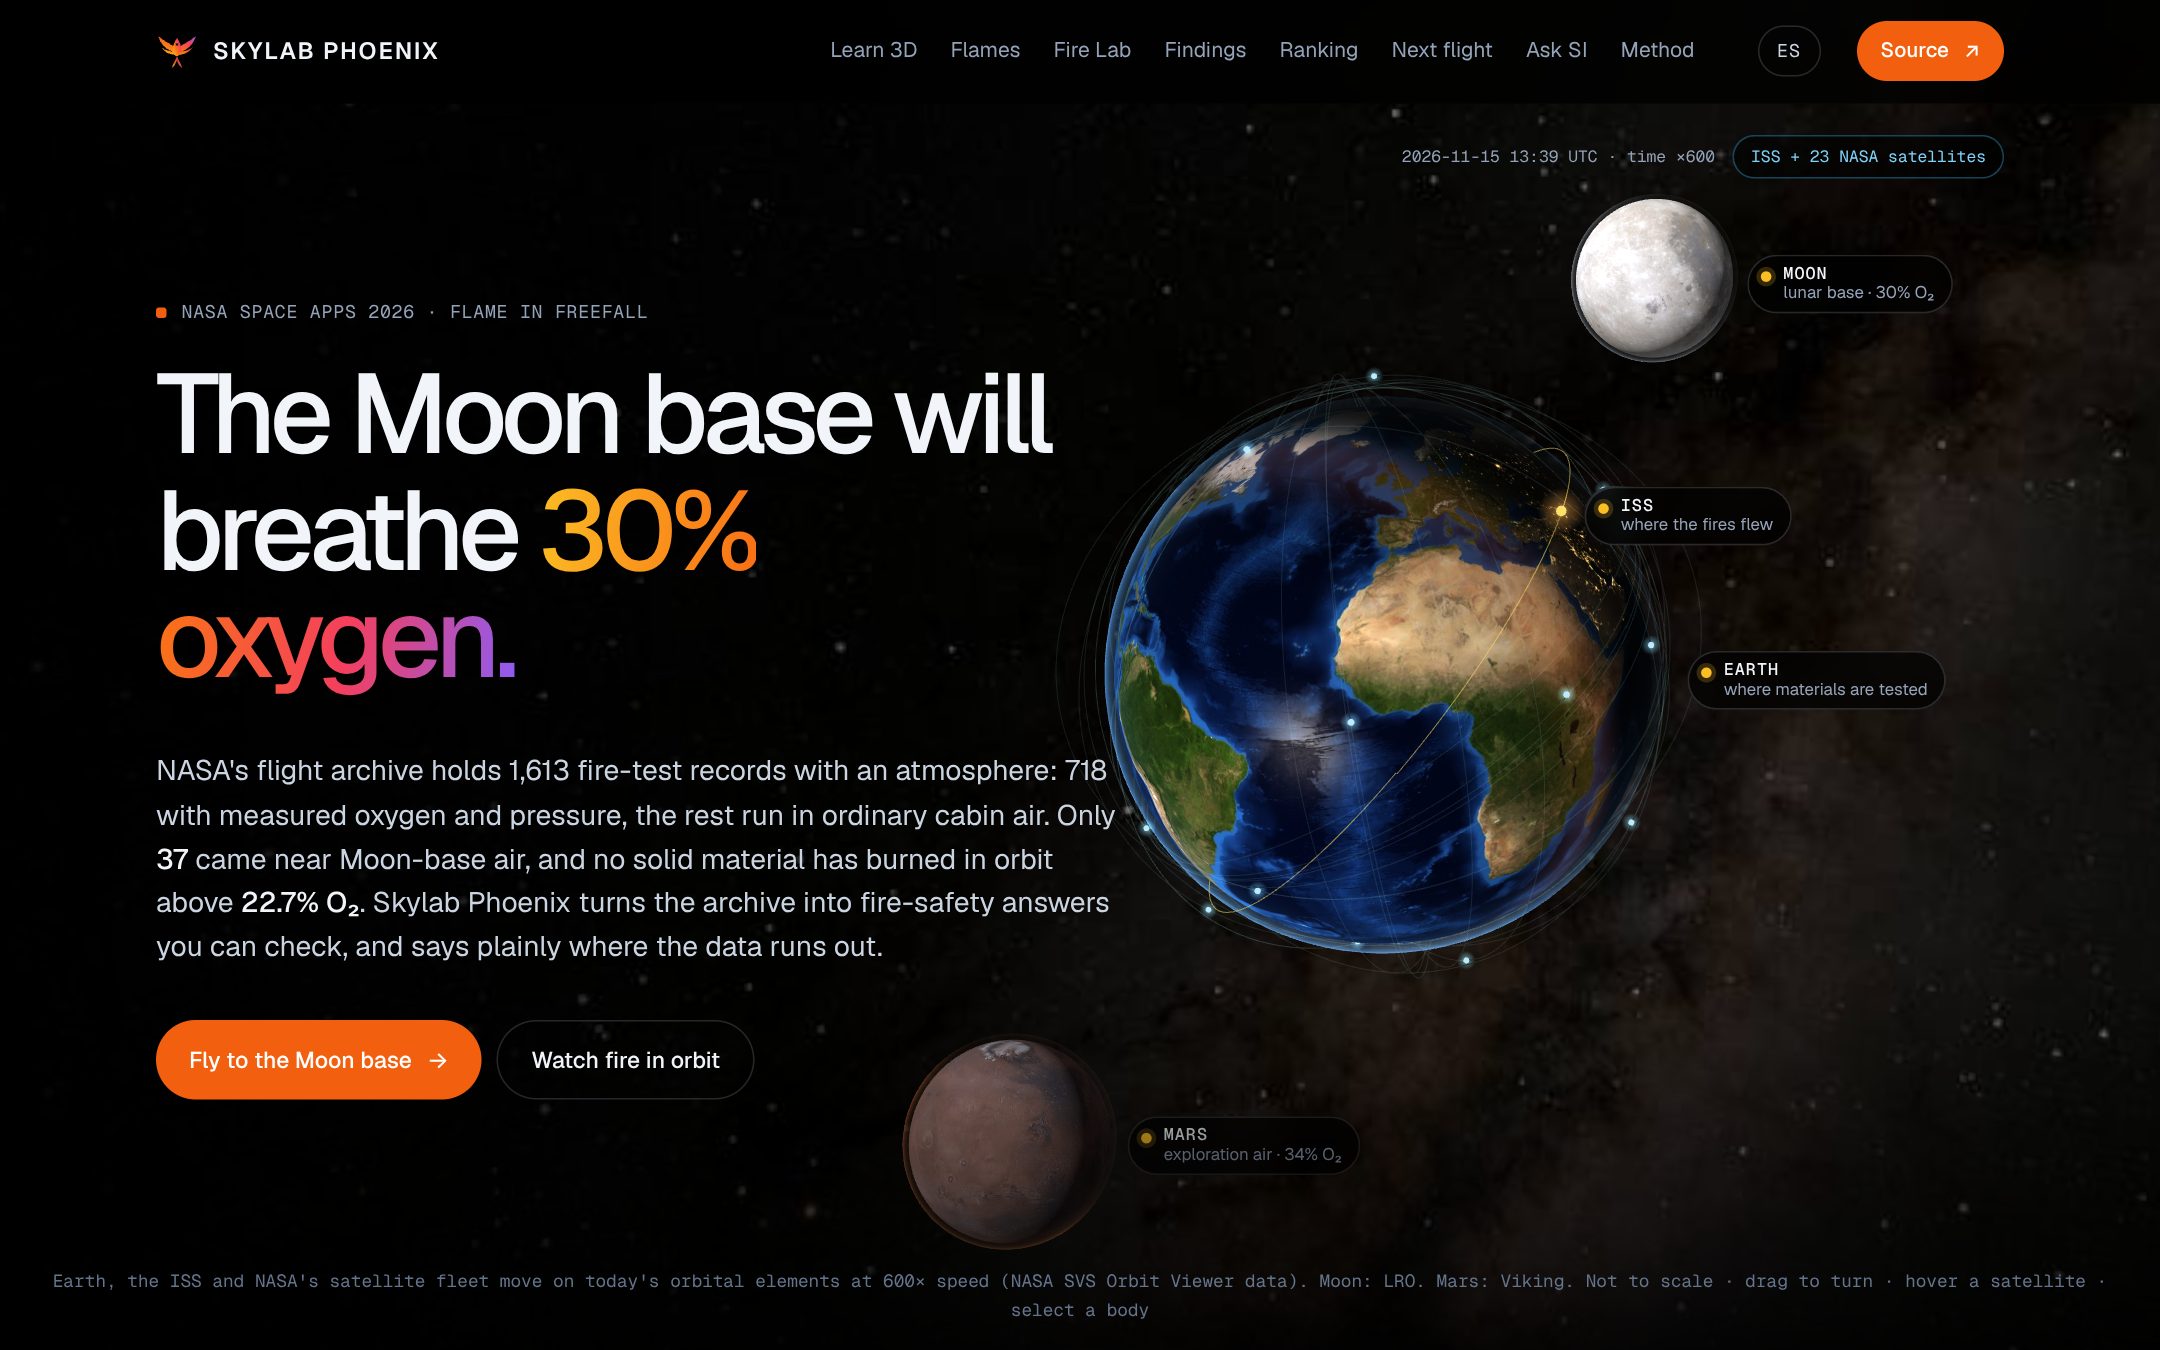 SKYLAB PHOENIX
Learn 3D
Flames
Fire Lab
Findings
Ranking
Next flight
Ask SI
Method
ES
Source ↗
2026-11-15 13:39 UTC · time ×600
ISS + 23 NASA satellites
MOON
lunar base · 30% O₂
NASA SPACE APPS 2026 · FLAME IN FREEFALL
The Moon base will
breathe 30%
oxygen.
ISS
where the fires flew
EARTH
where materials are tested
NASA's flight archive holds 1,613 fire-test records with an atmosphere: 718
with measured oxygen and pressure, the rest run in ordinary cabin air. Only
37 came near Moon-base air, and no solid material has burned in orbit
above 22.7% O₂. Skylab Phoenix turns the archive into fire-safety answers
you can check, and says plainly where the data runs out.
Fly to the Moon base →
Watch fire in orbit
MARS
exploration air · 34% O₂
Earth, the ISS and NASA's satellite fleet move on today's orbital elements at 600× speed (NASA SVS Orbit Viewer data). Moon: LRO. Mars: Viking. Not to scale · drag to turn · hover a satellite ·
select a body